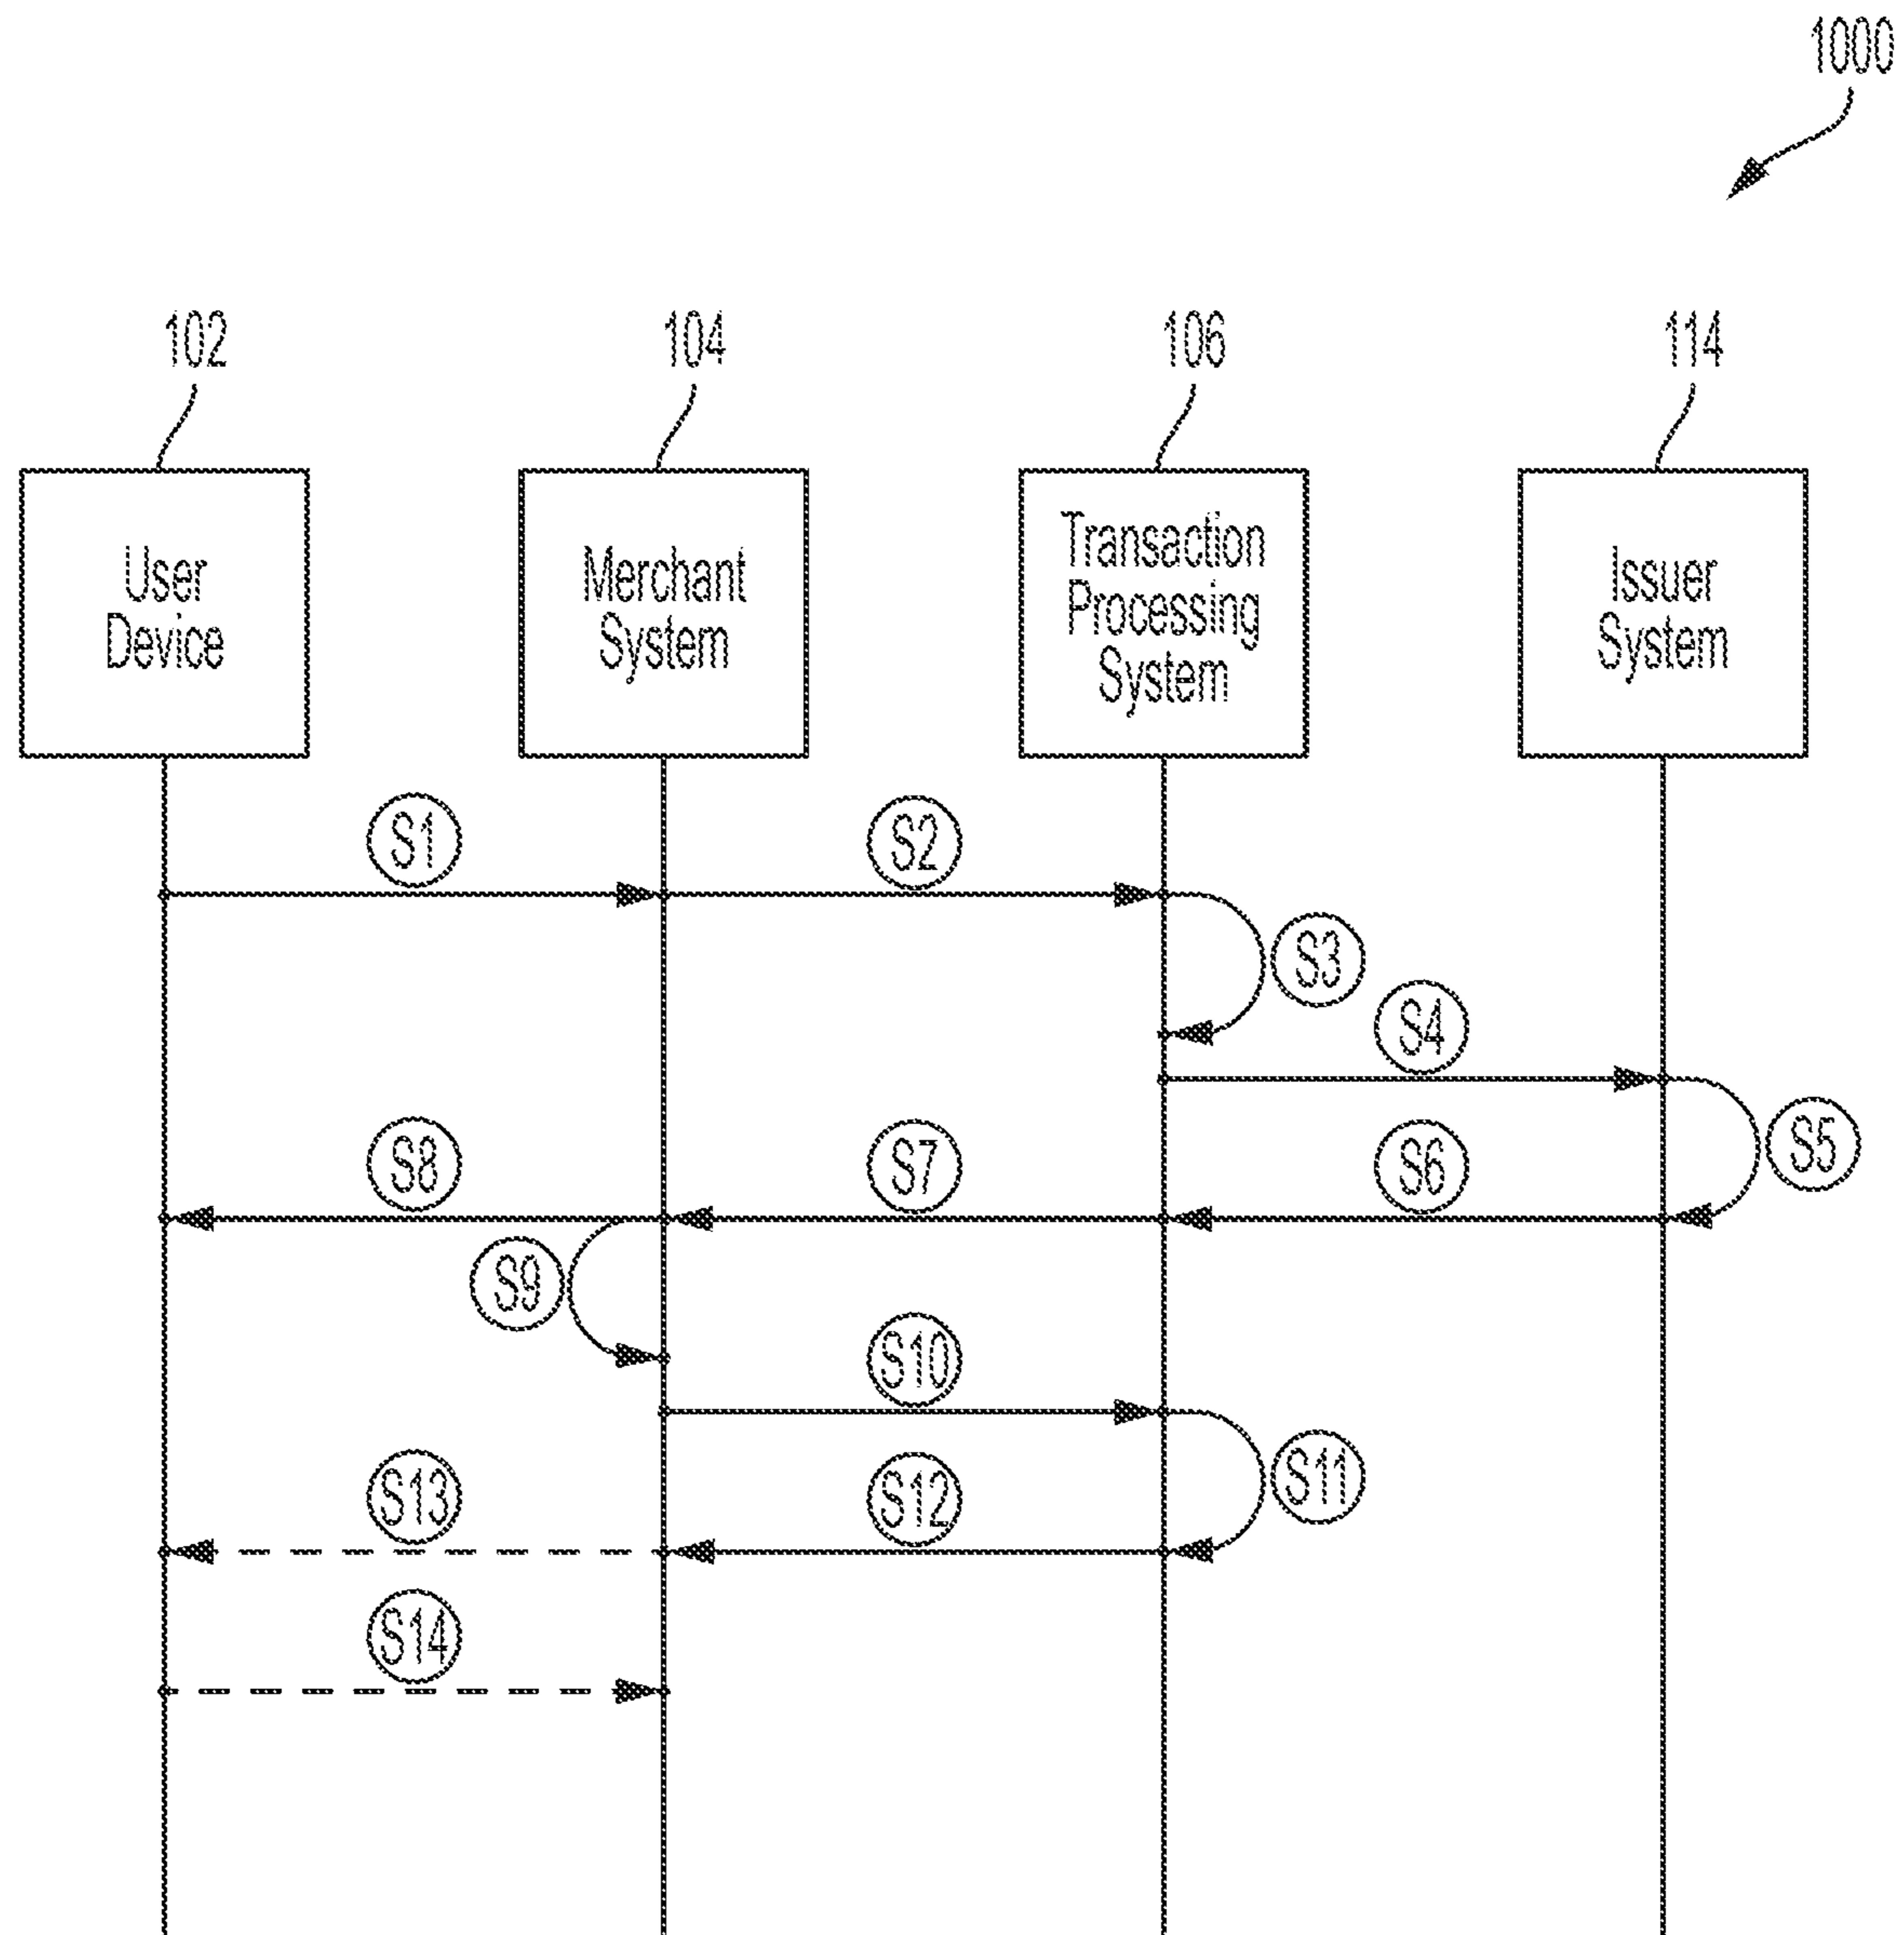 1000
102
104
106
114
User
Device
Merchant
System
Transaction
Processing
System
Issuer
System
S1
S2
S3
S4
S5
S8
S7
S6
S9
S10
S11
S13
S12
S14